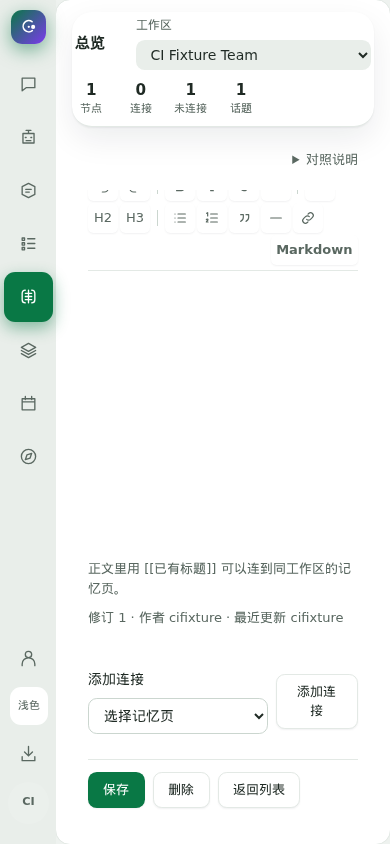 工作区
总览
CI Fixture Team
1 0 1 1
节点 连接 未连接 话题
▶ 对照说明
H2 H3
Markdown
正文里用 [[已有标题]] 可以连到同工作区的记
忆页。
修订 1 · 作者 cifixture · 最近更新 cifixture
添加连接
选择记忆页
添加连
接
浅色
保存 删除 返回列表
CI